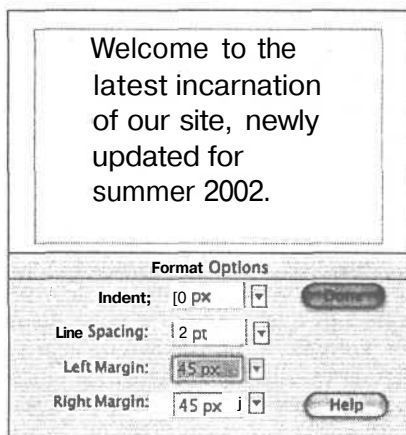 Welcome to the
latest incarnation
of our site, newly
updated for
summer 2002.
Format Options
Indent; [0 px
Line Spacing: 2 pt
Left Margin: 45 px
Right Margin: 45 px j
Done
Help